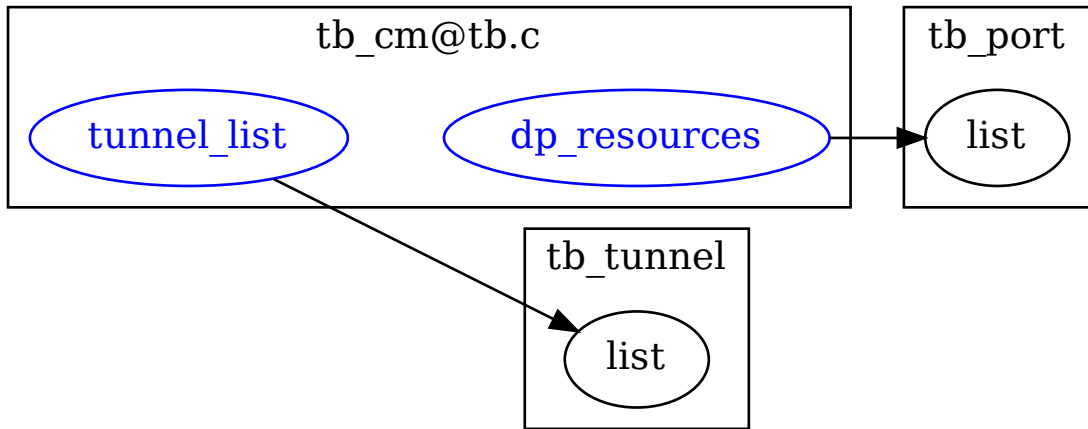 tb_cm@tb.c
tb_port
tunnel_list
dp_resources
list
tb_tunnel
list